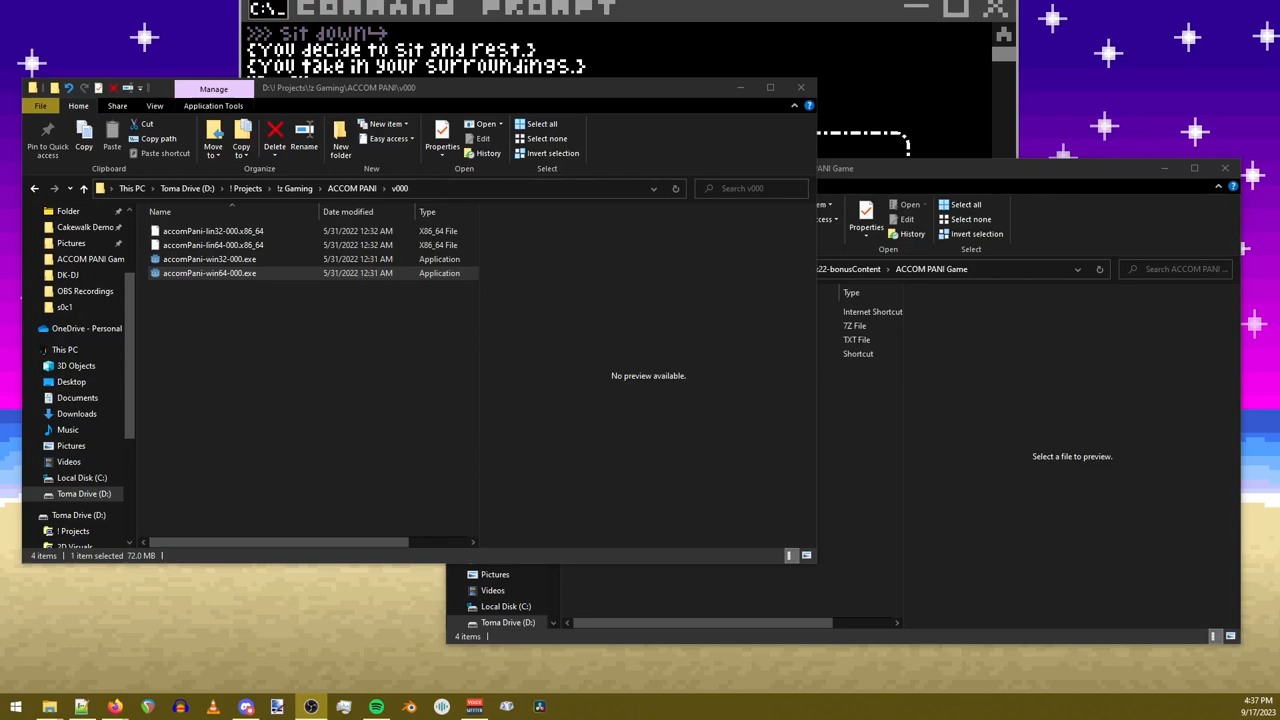 C:\_ COMMAND PROMPT
>>> Sit down
{You decide to sit and rest.}
{You take in your surroundings.}
Manage
D:\! Projects\!z Gaming\ACCOM PANI\v000
File
Home
Share
View
Application Tools
Pin to Quick access
Copy
Paste
Cut
Copy path
Paste shortcut
Clipboard
Move to
Copy to
Delete
Rename
Organize
New folder
New item
Easy access
New
Properties
Open
Edit
History
Open
Select all
Select none
Invert selection
Select
This PC
Toma Drive (D:)
! Projects
!z Gaming
ACCOM PANI
v000
Search v000
Folder
Cakewalk Demo
Pictures
ACCOM PANI Gam
DK-DJ
OBS Recordings
s0c1
OneDrive - Personal
This PC
3D Objects
Desktop
Documents
Downloads
Music
Pictures
Videos
Local Disk (C:)
Toma Drive (D:)
Toma Drive (D:)
! Projects
2D Visuals
Name Date modified Type
accomPani-lin32-000.x86_64 5/31/2022 12:32 AM X86_64 File
accomPani-lin64-000.x86_64 5/31/2022 12:32 AM X86_64 File
accomPani-win32-000.exe 5/31/2022 12:31 AM Application
accomPani-win64-000.exe 5/31/2022 12:31 AM Application
No preview available.
4 items 1 item selected 72.0 MB
PANI Game
Properties
Open
Edit
History
Open
Select all
Select none
Invert selection
Select
22-bonusContent
ACCOM PANI Game
Search ACCOM PANI ...
Type
Internet Shortcut
7Z File
TXT File
Shortcut
Select a file to preview.
Pictures
Videos
Local Disk (C:)
Toma Drive (D:)
4 items
4:37 PM
9/17/2023